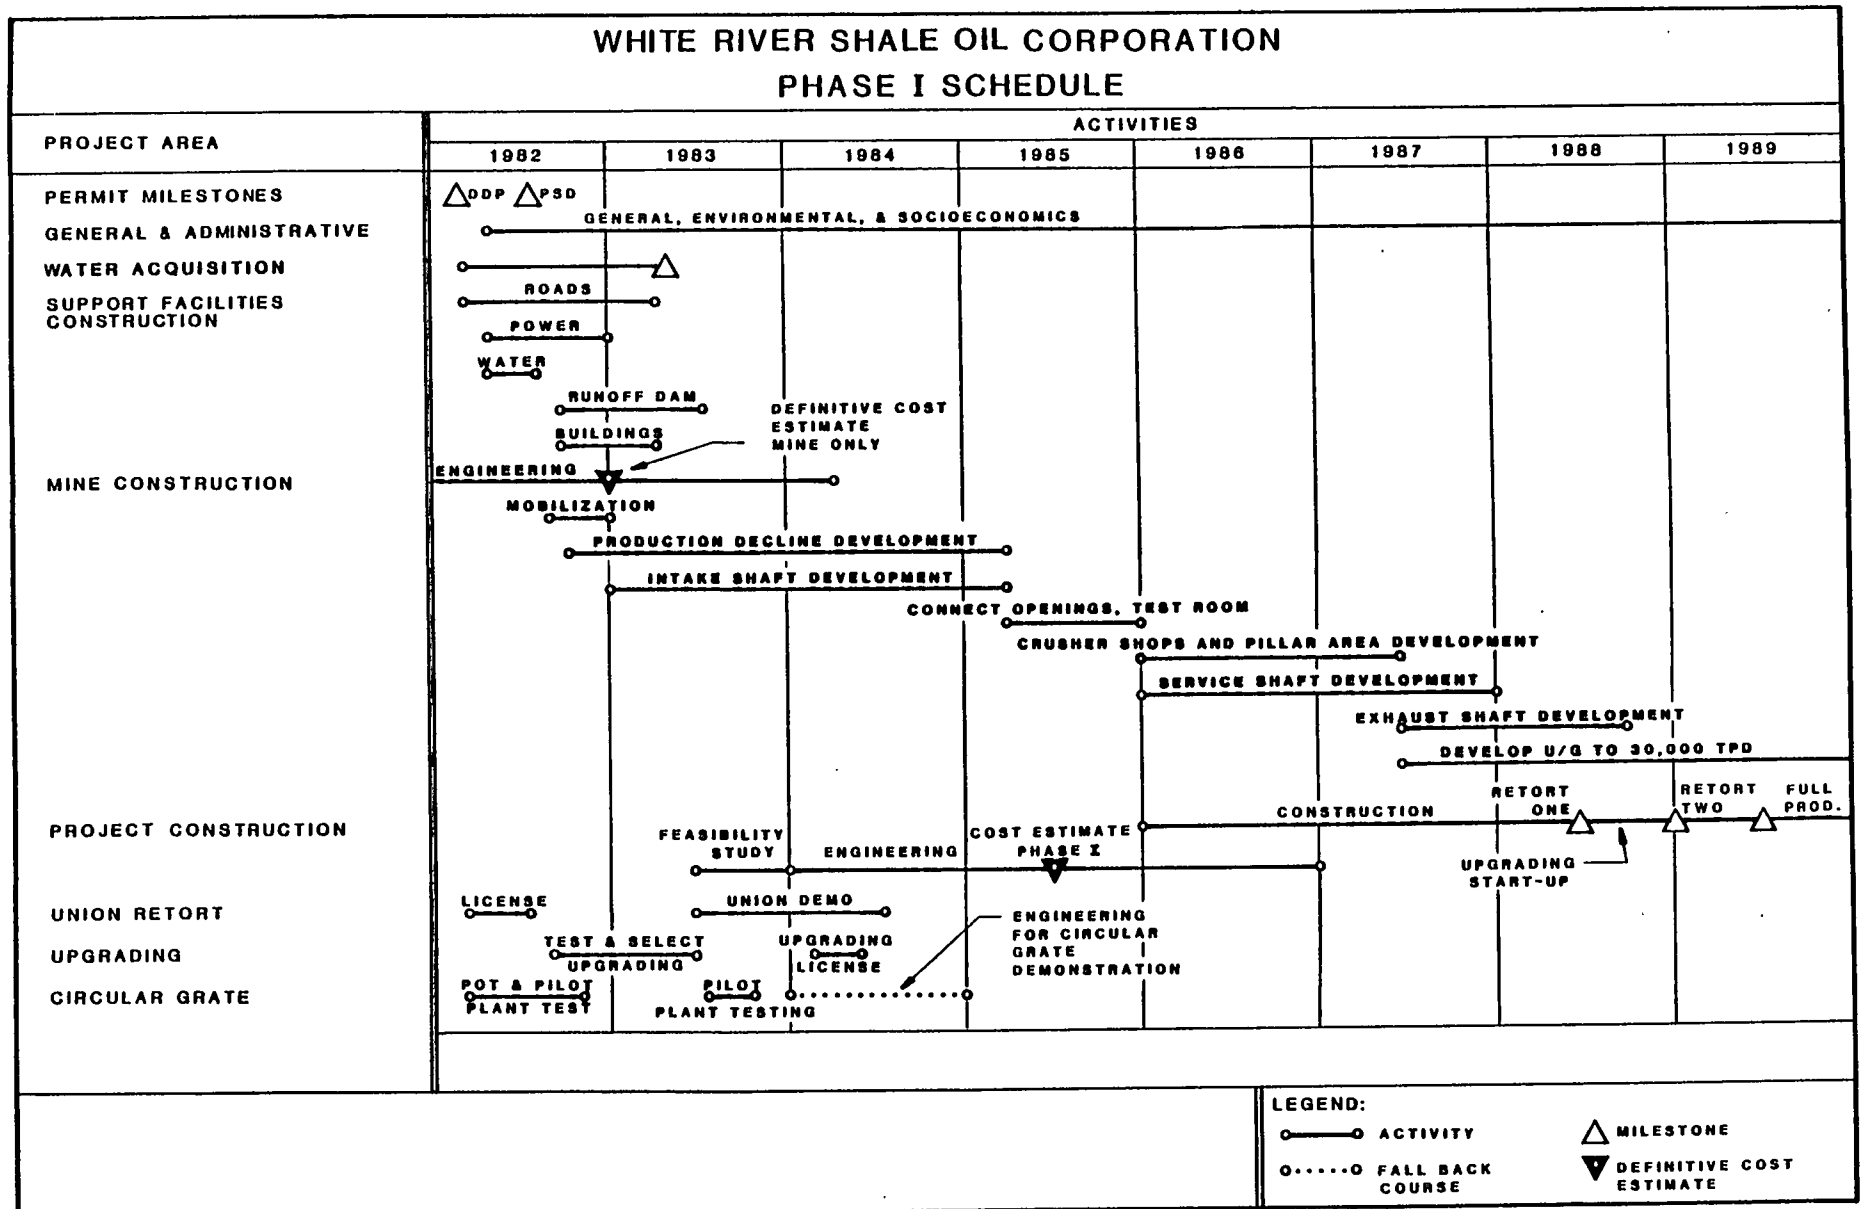 WHITE RIVER SHALE OIL CORPORATION
PHASE I SCHEDULE
PROJECT AREA
ACTIVITIES
1982 1983 1984 1985 1986 1987 1988 1989
PERMIT MILESTONES
DDP PSD
GENERAL & ADMINISTRATIVE
GENERAL, ENVIRONMENTAL, & SOCIOECONOMICS
WATER ACQUISITION
SUPPORT FACILITIES
CONSTRUCTION
ROADS
POWER
WATER
RUNOFF DAM
BUILDINGS
DEFINITIVE COST
ESTIMATE
MINE ONLY
MINE CONSTRUCTION
ENGINEERING
MOBILIZATION
PRODUCTION DECLINE DEVELOPMENT
INTAKE SHAFT DEVELOPMENT
CONNECT OPENINGS, TEST ROOM
CRUSHER SHOPS AND PILLAR AREA DEVELOPMENT
SERVICE SHAFT DEVELOPMENT
EXHAUST SHAFT DEVELOPMENT
DEVELOP U/G TO 30,000 TPD
PROJECT CONSTRUCTION
CONSTRUCTION
RETORT
ONE
RETORT
TWO
FULL
PROD.
FEASIBILITY
STUDY
ENGINEERING
COST ESTIMATE
PHASE I
UPGRADING
START-UP
UNION RETORT
LICENSE
UNION DEMO
ENGINEERING
FOR CIRCULAR
GRATE
DEMONSTRATION
UPGRADING
TEST & SELECT
UPGRADING
UPGRADING
LICENSE
CIRCULAR GRATE
POT & PILOT
PLANT TEST
PILOT
PLANT TESTING
LEGEND:
ACTIVITY
MILESTONE
FALL BACK
COURSE
DEFINITIVE COST
ESTIMATE